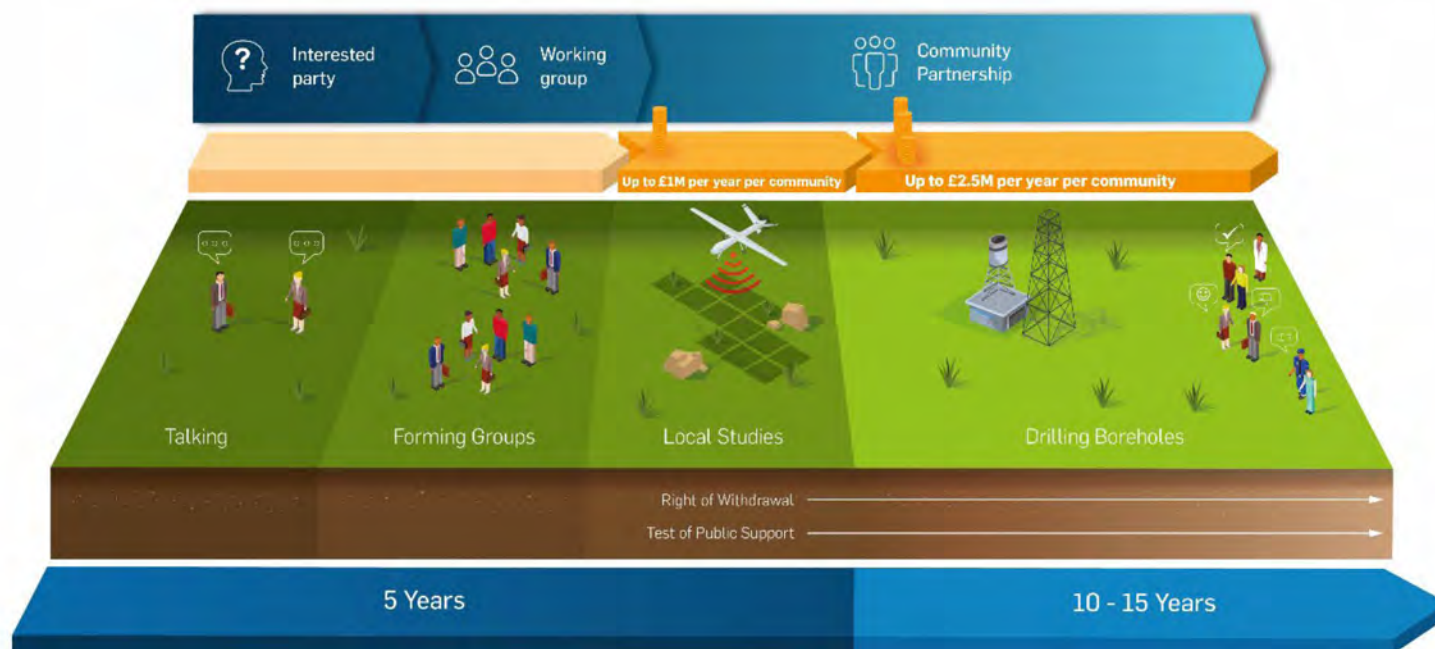 ?
Interested
party
Working
group
Community
Partnership
Up to £1M per year per community
Up to £2.5M per year per community
Talking
Forming Groups
Local Studies
Drilling Boreholes
Right of Withdrawal
Test of Public Support
5 Years
10 - 15 Years